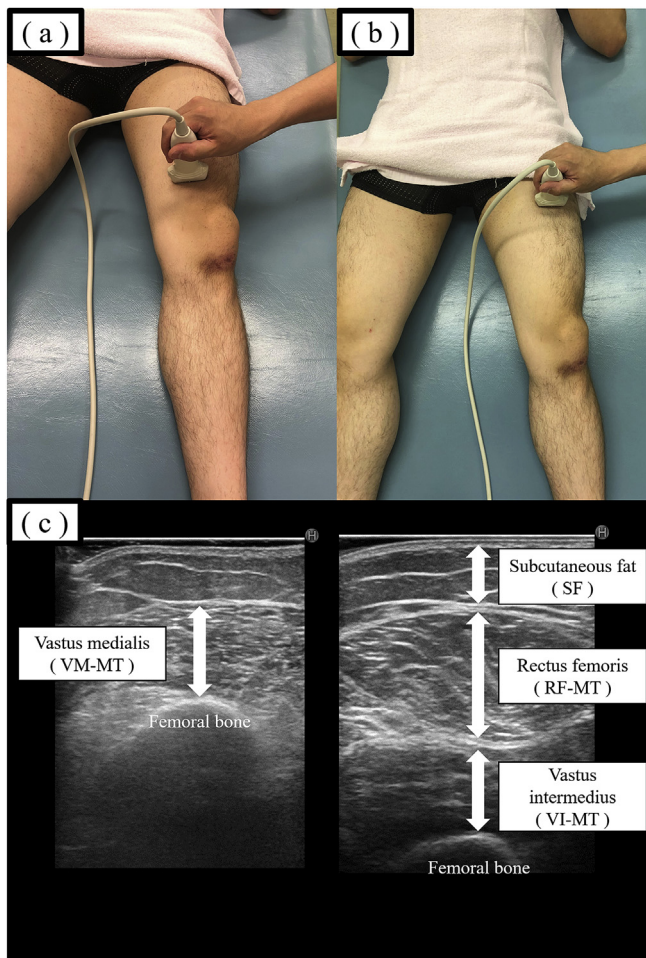 ( a )
( b )
( c )
H
H
Subcutaneous fat
( SF )
Vastus medialis
( VM-MT )
Rectus femoris
( RF-MT )
Femoral bone
Vastus
intermedius
( VI-MT )
Femoral bone